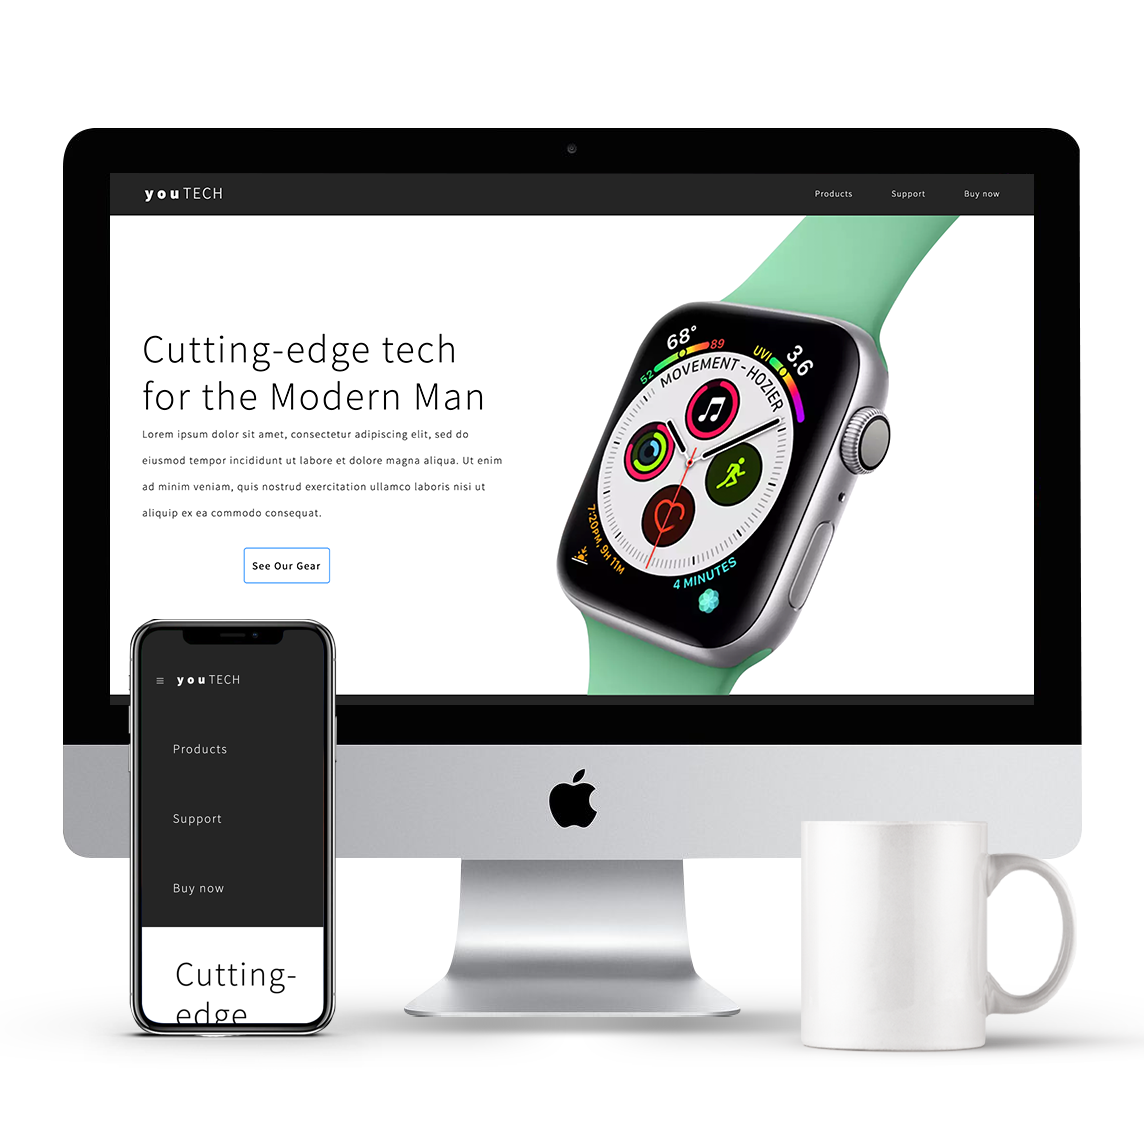 youTECH
Products Support Buy now
Cutting-edge tech
for the Modern Man
Lorem ipsum dolor sit amet, consectetur adipiscing elit, sed do
eiusmod tempor incididunt ut labore et dolore magna aliqua. Ut enim
ad minim veniam, quis nostrud exercitation ullamco laboris nisi ut
aliquip ex ea commodo consequat.
See Our Gear
68°
52 89
UVI 3.6
MOVEMENT-HOZIER
7:20PM, 9H 11M
4 MINUTES
youTECH
Products
Support
Buy now
Cutting-
edge